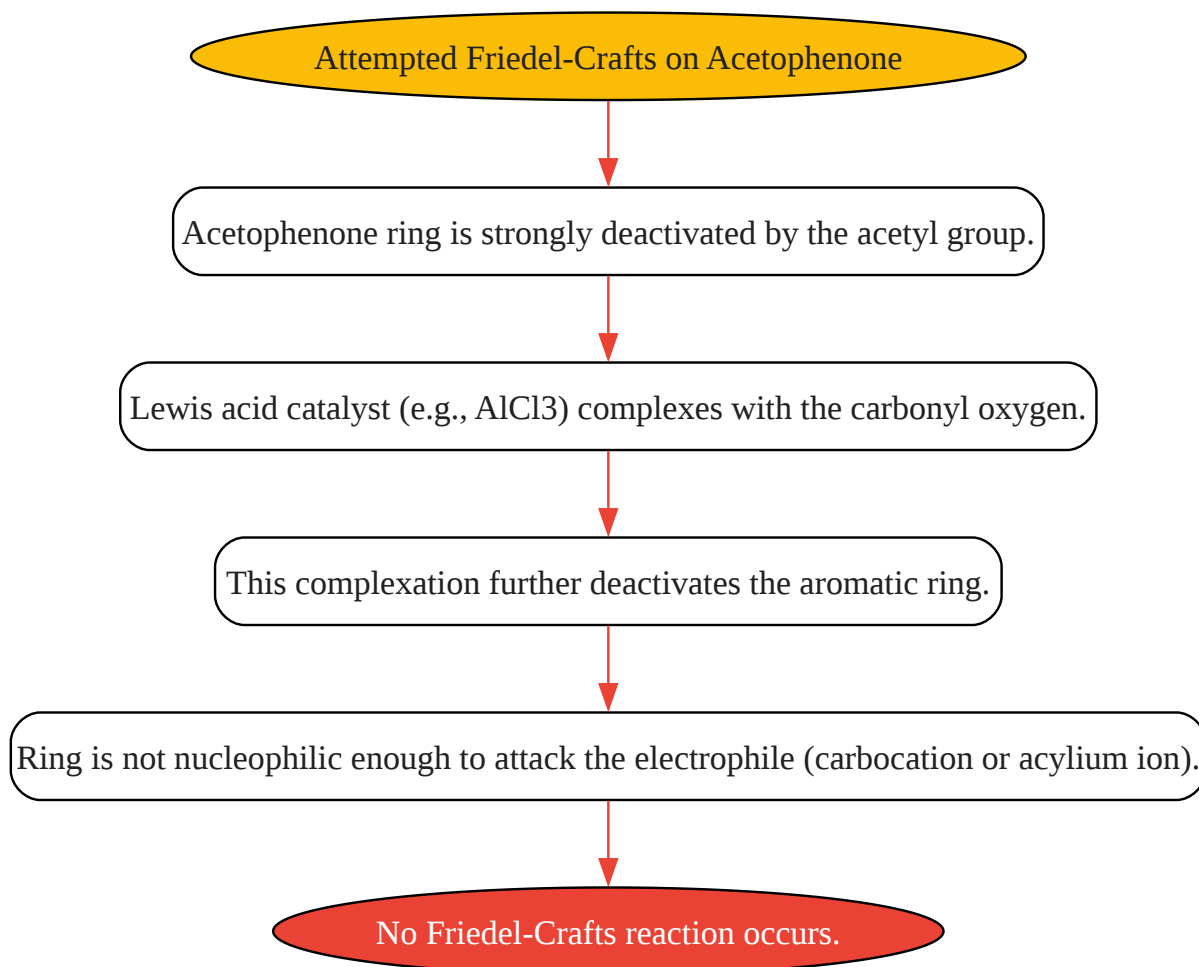 Attempted Friedel-Crafts on Acetophenone
Acetophenone ring is strongly deactivated by the acetyl group.
Lewis acid catalyst (e.g., AlCl3) complexes with the carbonyl oxygen.
This complexation further deactivates the aromatic ring.
Ring is not nucleophilic enough to attack the electrophile (carbocation or acylium ion).
No Friedel-Crafts reaction occurs.